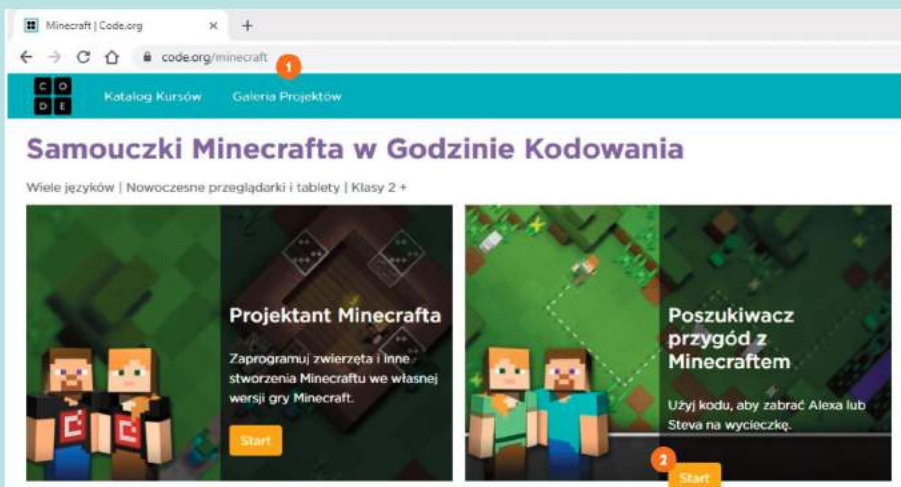 Minecraft | Code.org
code.org/minecraft
1
C O
D E
Katalog Kursów Galeria Projektów
Samouczki Minecrafta w Godzinie Kodowania
Wiele języków | Nowoczesne przeglądarki i tablety | Klasy 2 +
Projektant Minecrafta
Zaprogramuj zwierzęta i inne
stworzenia Minecraftu we własnej
wersji gry Minecraft.
Start
Poszukiwacz
przygód z
Minecraftem
Użyj kodu, aby zabrać Alexa lub
Steva na wycieczkę.
2
Start